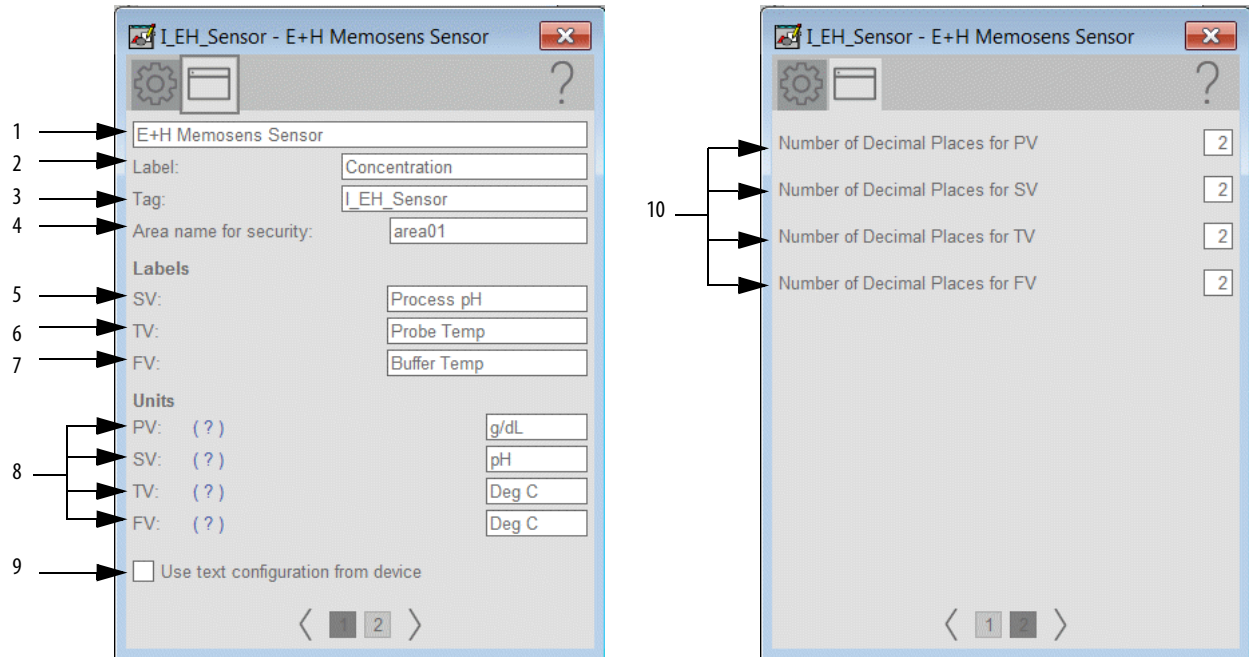 I_EH_Sensor - E+H Memosens Sensor
?
1 E+H Memosens Sensor
2 Label: Concentration
3 Tag: I_EH_Sensor
4 Area name for security: area01
Labels
5 SV: Process pH
6 TV: Probe Temp
7 FV: Buffer Temp
Units
8
PV: (?) g/dL
SV: (?) pH
TV: (?) Deg C
FV: (?) Deg C
9 Use text configuration from device
1 2
I_EH_Sensor - E+H Memosens Sensor
?
10
Number of Decimal Places for PV 2
Number of Decimal Places for SV 2
Number of Decimal Places for TV 2
Number of Decimal Places for FV 2
1 2